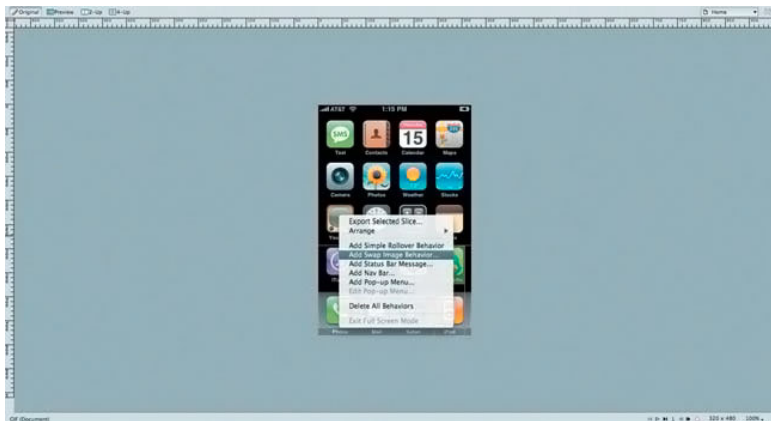 Original Preview 2-Up 4-Up Home
AT&T 1:15 PM
SMS 15
Text Contacts Calendar Maps
Camera Photos Weather Stocks
Export Selected Slice...
Arrange
Add Simple Rollover Behavior
Add Swap Image Behavior...
Add Status Bar Message...
Add Nav Bar...
Add Pop-up Menu...
Edit Pop-up Menu...
Delete All Behaviors
Exit Full Screen Mode
Phone
GIF (Document) 1 320 x 480 100%